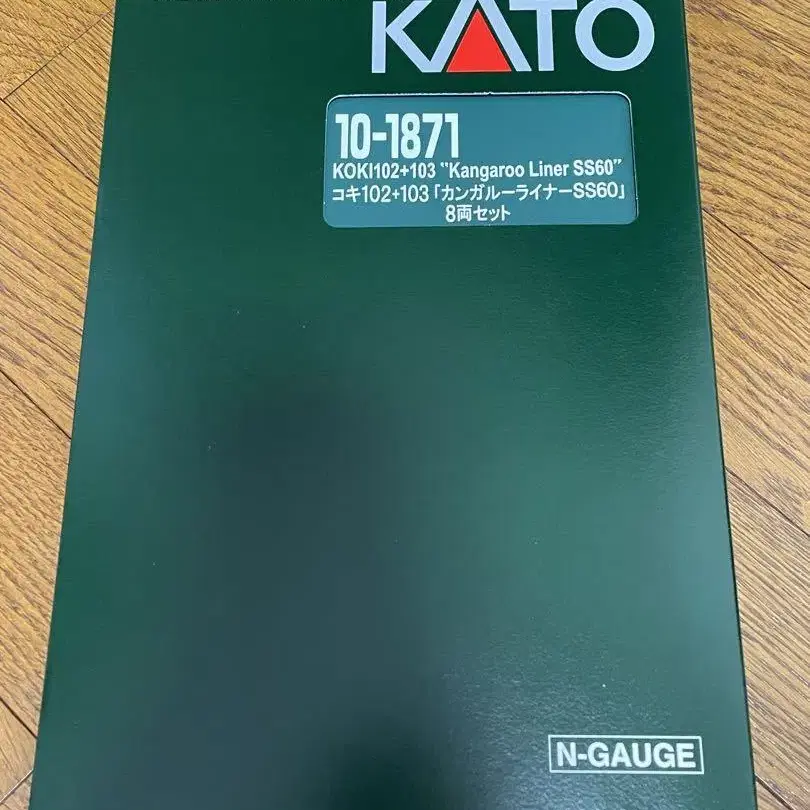 KATO
10-1871
KOKI102+103 "Kangaroo Liner SS60"
コキ102+103「カンガルーライナーSS60」
8両セット
N-GAUGE